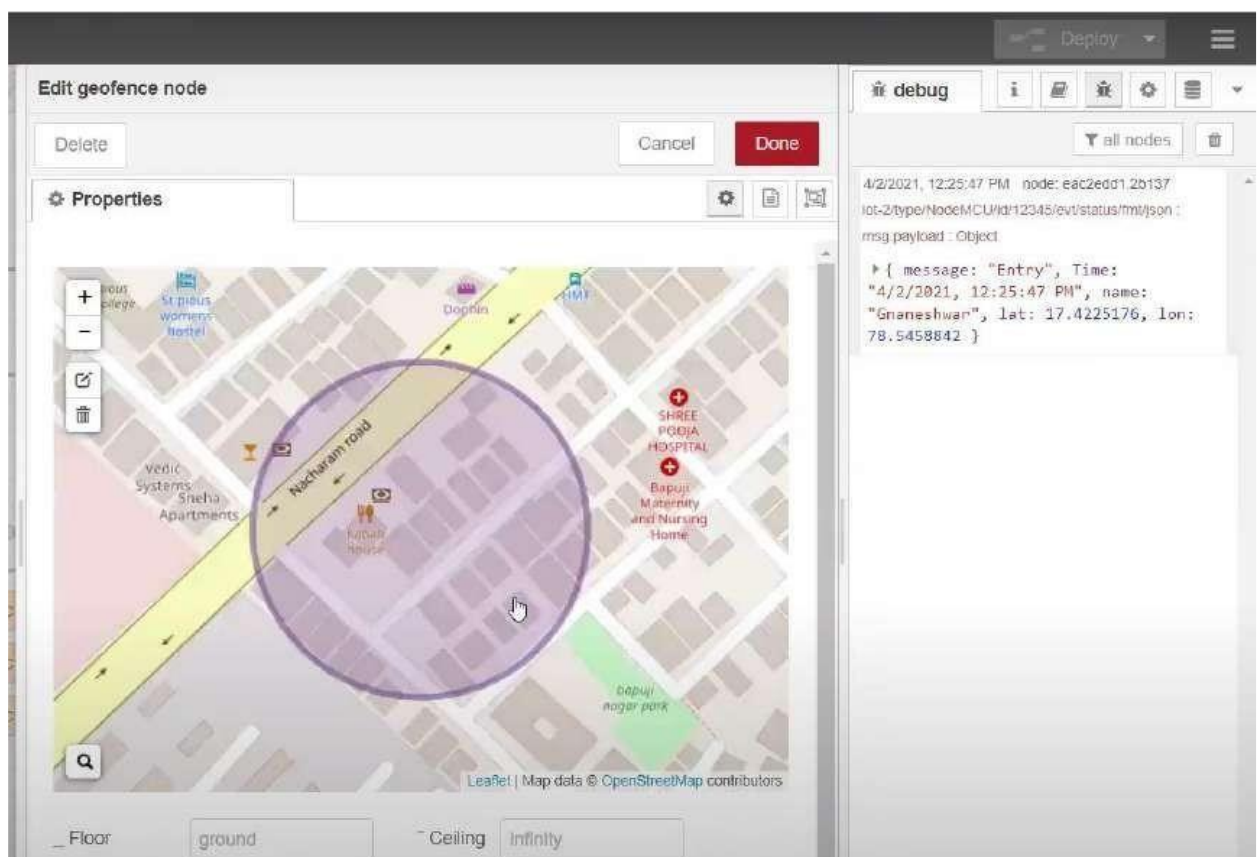 Deploy
Edit geofence node
Delete
Cancel
Done
Properties
debug
i
all nodes
4/2/2021, 12:25:47 PM node: eac2edd1.2b137
iot-2/type/NodeMCU/id/12345/evt/status/fmt/json :
msg.payload : Object
{ message: "Entry", Time:
"4/2/2021, 12:25:47 PM", name:
"Gnaneshwar", lat: 17.4225176, lon:
78.5458842 }
+
−
St pious
womens
hostel
Dolphin
HMT
Nacharam road
SHREE
POOJA
HOSPITAL
Bapuji
Maternity
and Nursing
Home
Vedic
Systems
Sneha
Apartments
house
bapuji
nagar park
Leaflet | Map data © OpenStreetMap contributors
Floor
ground
Ceiling
infinity